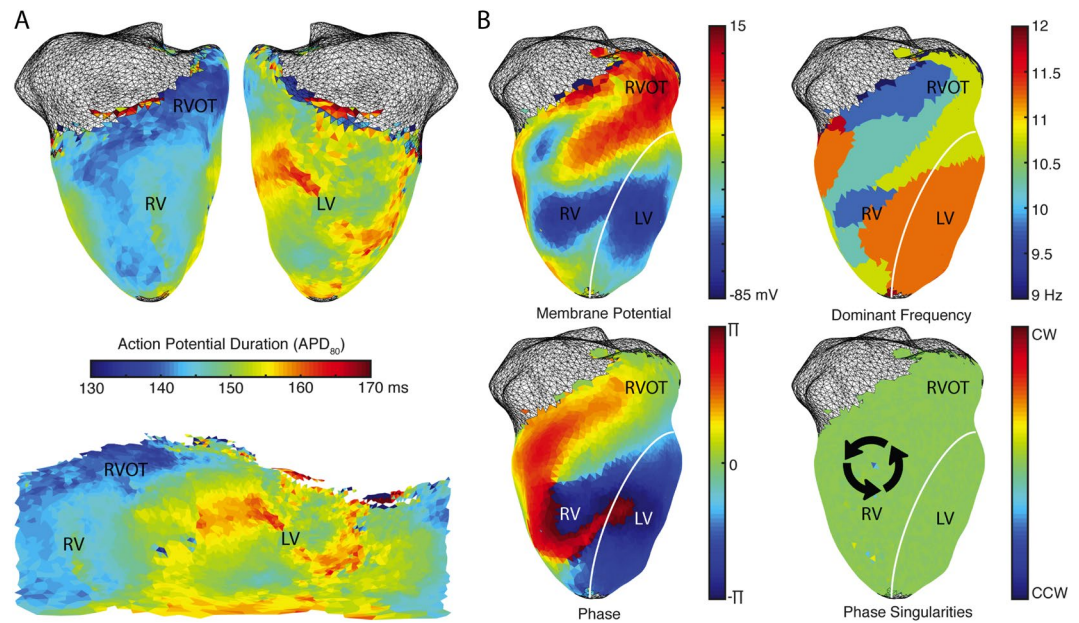 A
B
RVOT
RV
LV
Action Potential Duration (APD80)
130 140 150 160 170 ms
RVOT
RV
LV
15
RVOT
RV
LV
-85 mV
Membrane Potential
12
11.5
11
10.5
10
9.5
9 Hz
RVOT
RV
LV
Dominant Frequency
∏
0
-∏
RVOT
RV
LV
Phase
CW
CCW
RVOT
RV
LV
Phase Singularities